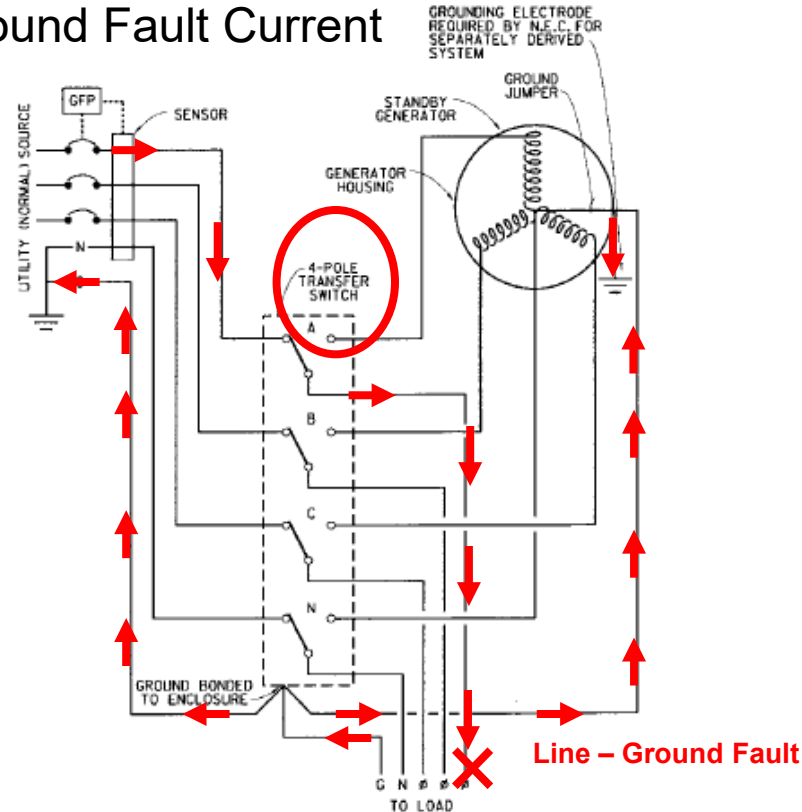 ound Fault Current
GROUNDING ELECTRODE
REQUIRED BY N.E.C. FOR
SEPARATELY DERIVED
SYSTEM
GROUND
JUMPER
STANDBY
GENERATOR
GENERATOR
HOUSING
GFP
SENSOR
UTILITY (NORMAL) SOURCE
N
4-POLE
TRANSFER
SWITCH
A
B
C
N
GROUND BONDED
TO ENCLOSURE
Line – Ground Fault
G N ø ø ø
TO LOAD